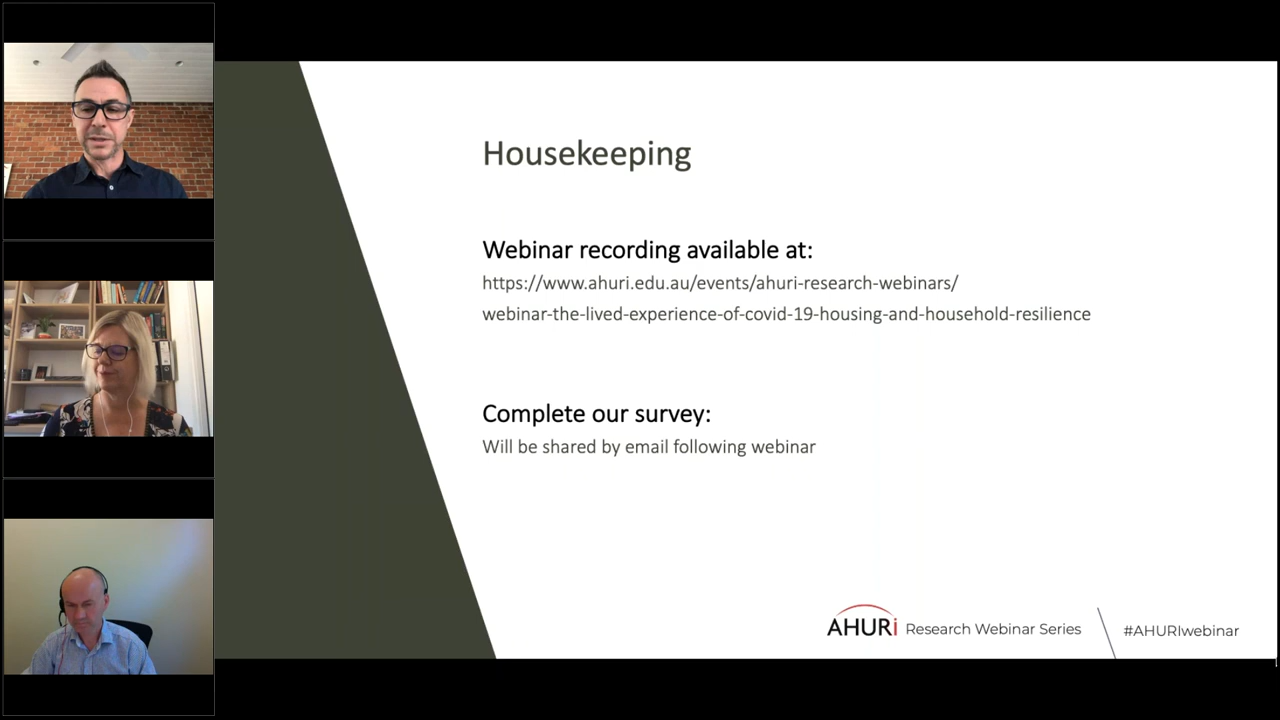 Housekeeping
Webinar recording available at:
https://www.ahuri.edu.au/events/ahuri-research-webinars/
webinar-the-lived-experience-of-covid-19-housing-and-household-resilience
Complete our survey:
Will be shared by email following webinar
AHURI Research Webinar Series
#AHURIwebinar